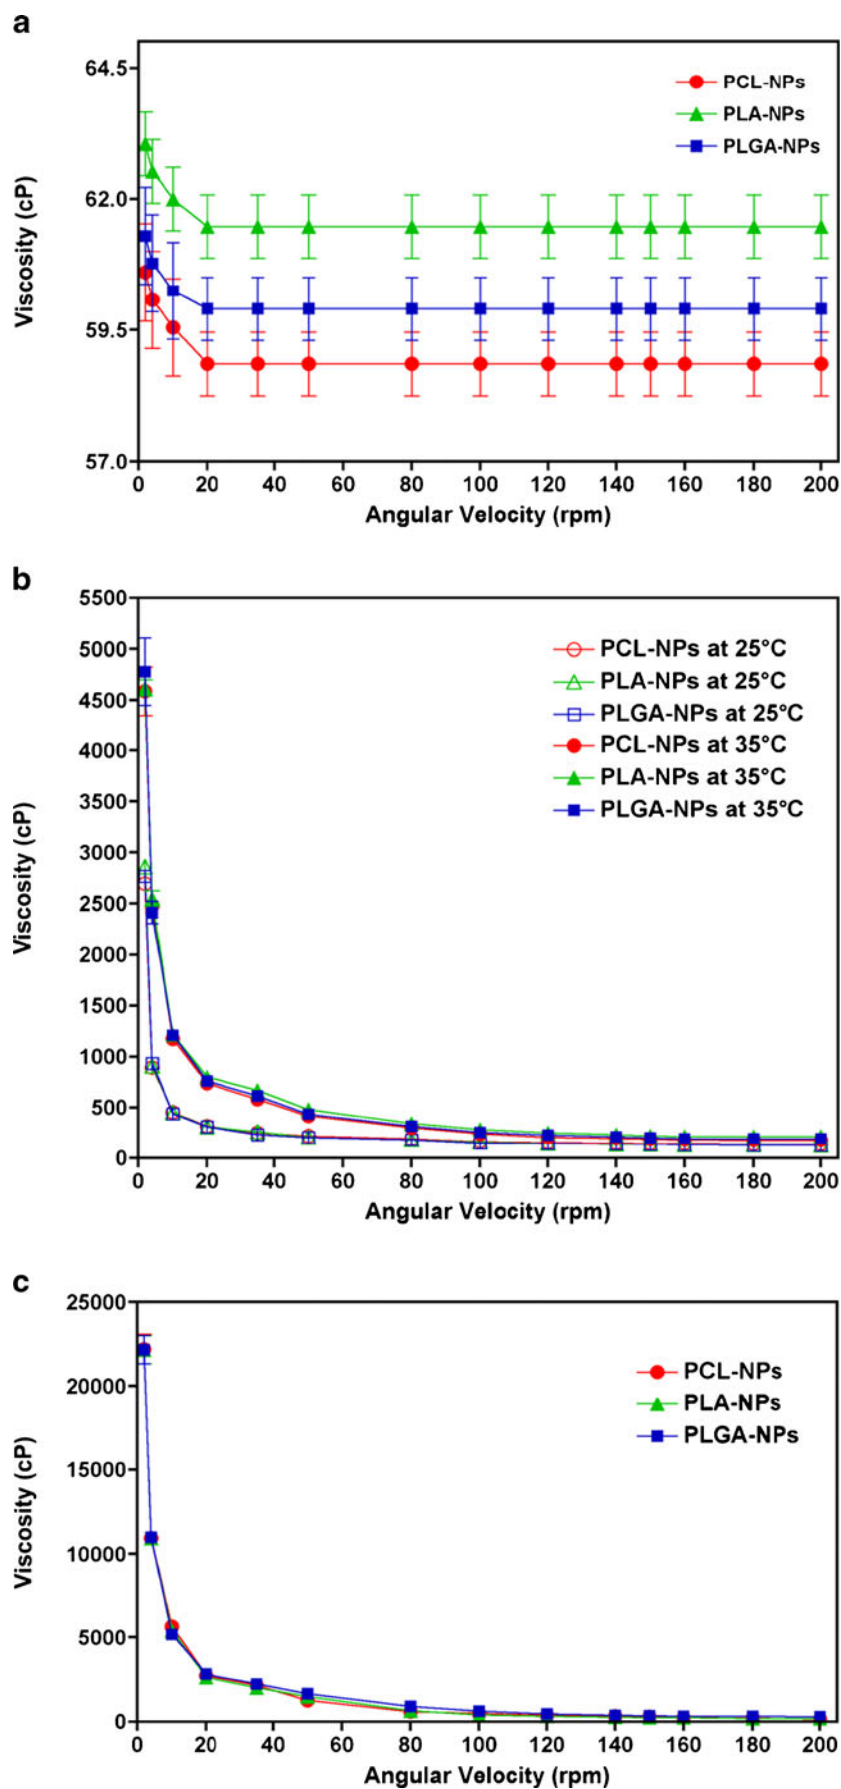 a
64.5
62.0
59.5
57.0
Viscosity (cP)
PCL-NPs
PLA-NPs
PLGA-NPs
0 20 40 60 80 100 120 140 160 180 200
Angular Velocity (rpm)
b
5500
5000
4500
4000
3500
3000
2500
2000
1500
1000
500
0
Viscosity (cP)
PCL-NPs at 25°C
PLA-NPs at 25°C
PLGA-NPs at 25°C
PCL-NPs at 35°C
PLA-NPs at 35°C
PLGA-NPs at 35°C
0 20 40 60 80 100 120 140 160 180 200
Angular Velocity (rpm)
c
25000
20000
15000
10000
5000
0
Viscosity (cP)
PCL-NPs
PLA-NPs
PLGA-NPs
0 20 40 60 80 100 120 140 160 180 200
Angular Velocity (rpm)